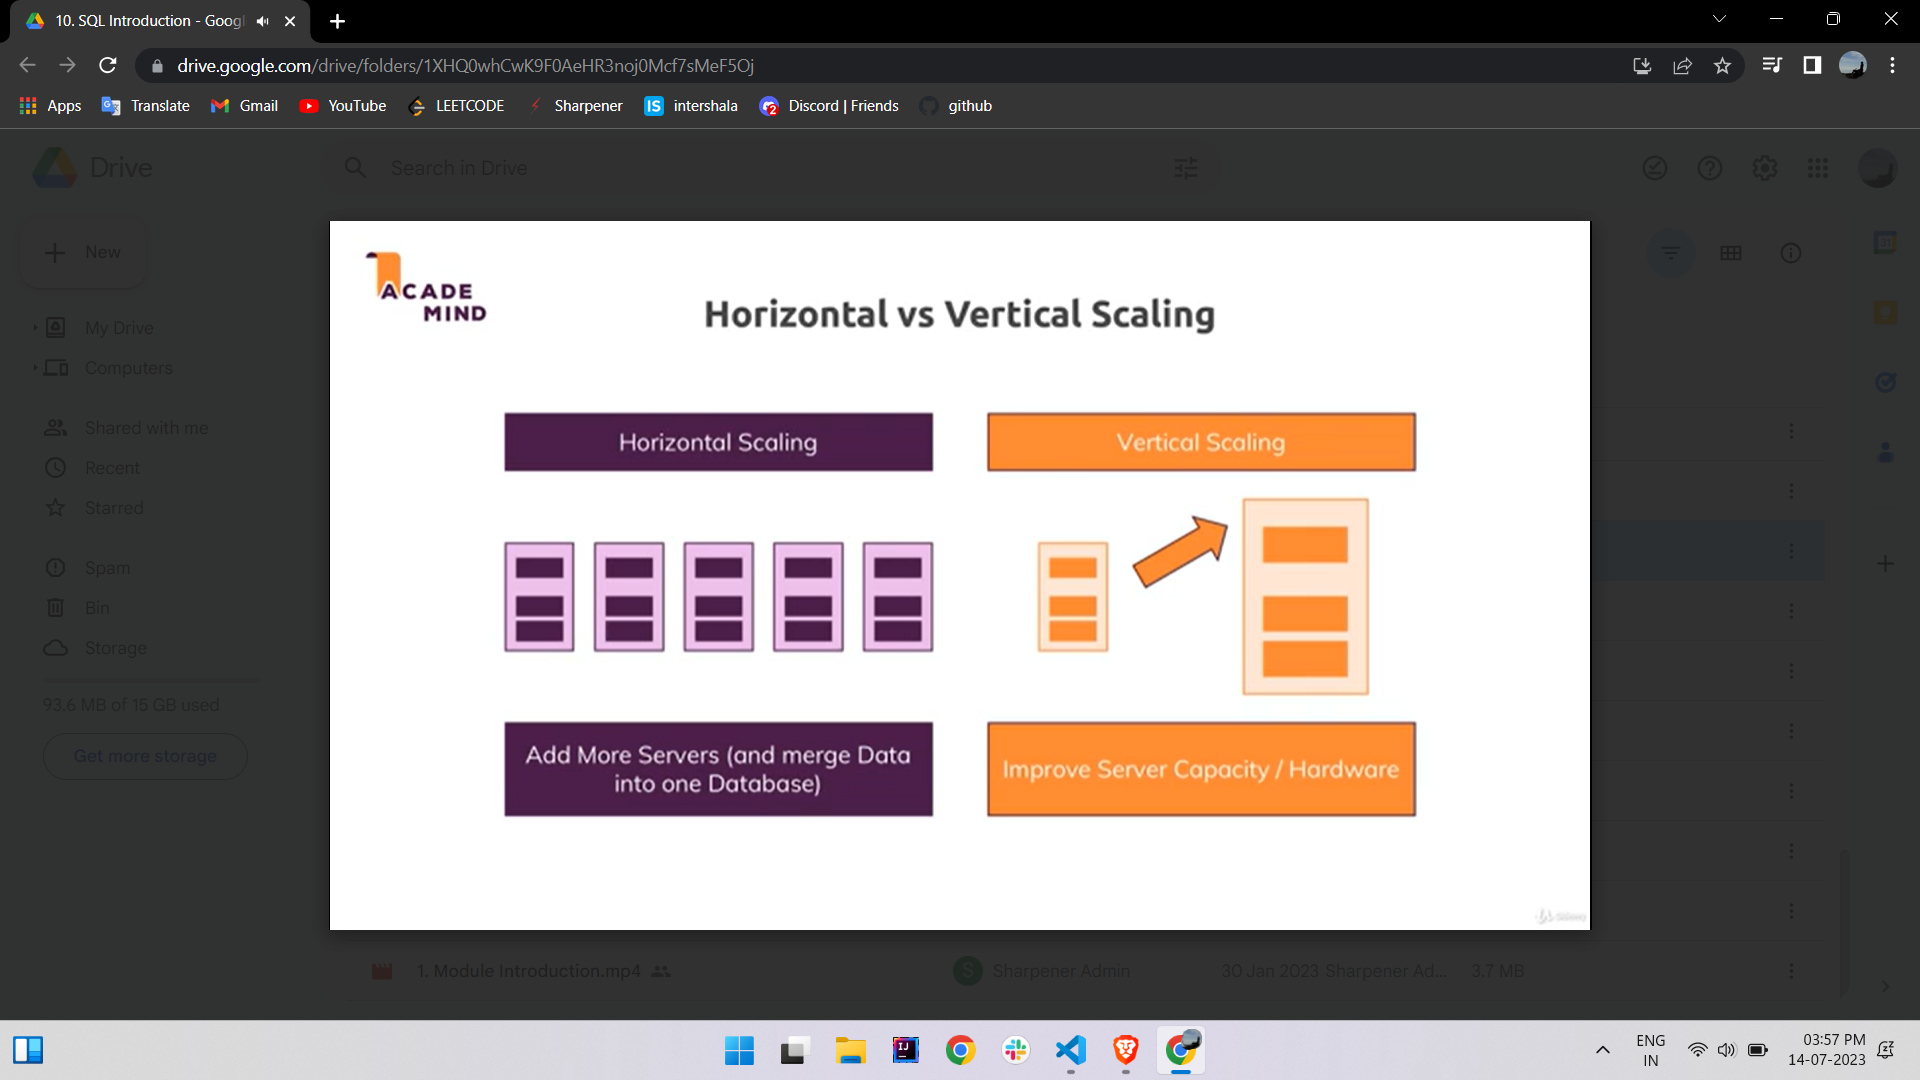 10. SQL Introduction - Googl
drive.google.com/drive/folders/1XHQ0whCwK9F0AeHR3noj0Mcf7sMeF5Oj
Apps Translate Gmail YouTube LEETCODE Sharpener IS intershala 2 Discord | Friends github
Drive
Search in Drive
New
My Drive
Computers
Shared with me
Recent
Starred
Spam
Bin
Storage
93.6 MB of 15 GB used
Get more storage
ACADE
MIND
Horizontal vs Vertical Scaling
Horizontal Scaling
Vertical Scaling
Add More Servers (and merge Data
into one Database)
Improve Server Capacity / Hardware
1. Module Introduction.mp4 S Sharpener Admin 30 Jan 2023 Sharpener Ad... 3.7 MB
IJ
ENG
IN
03:57 PM
14-07-2023